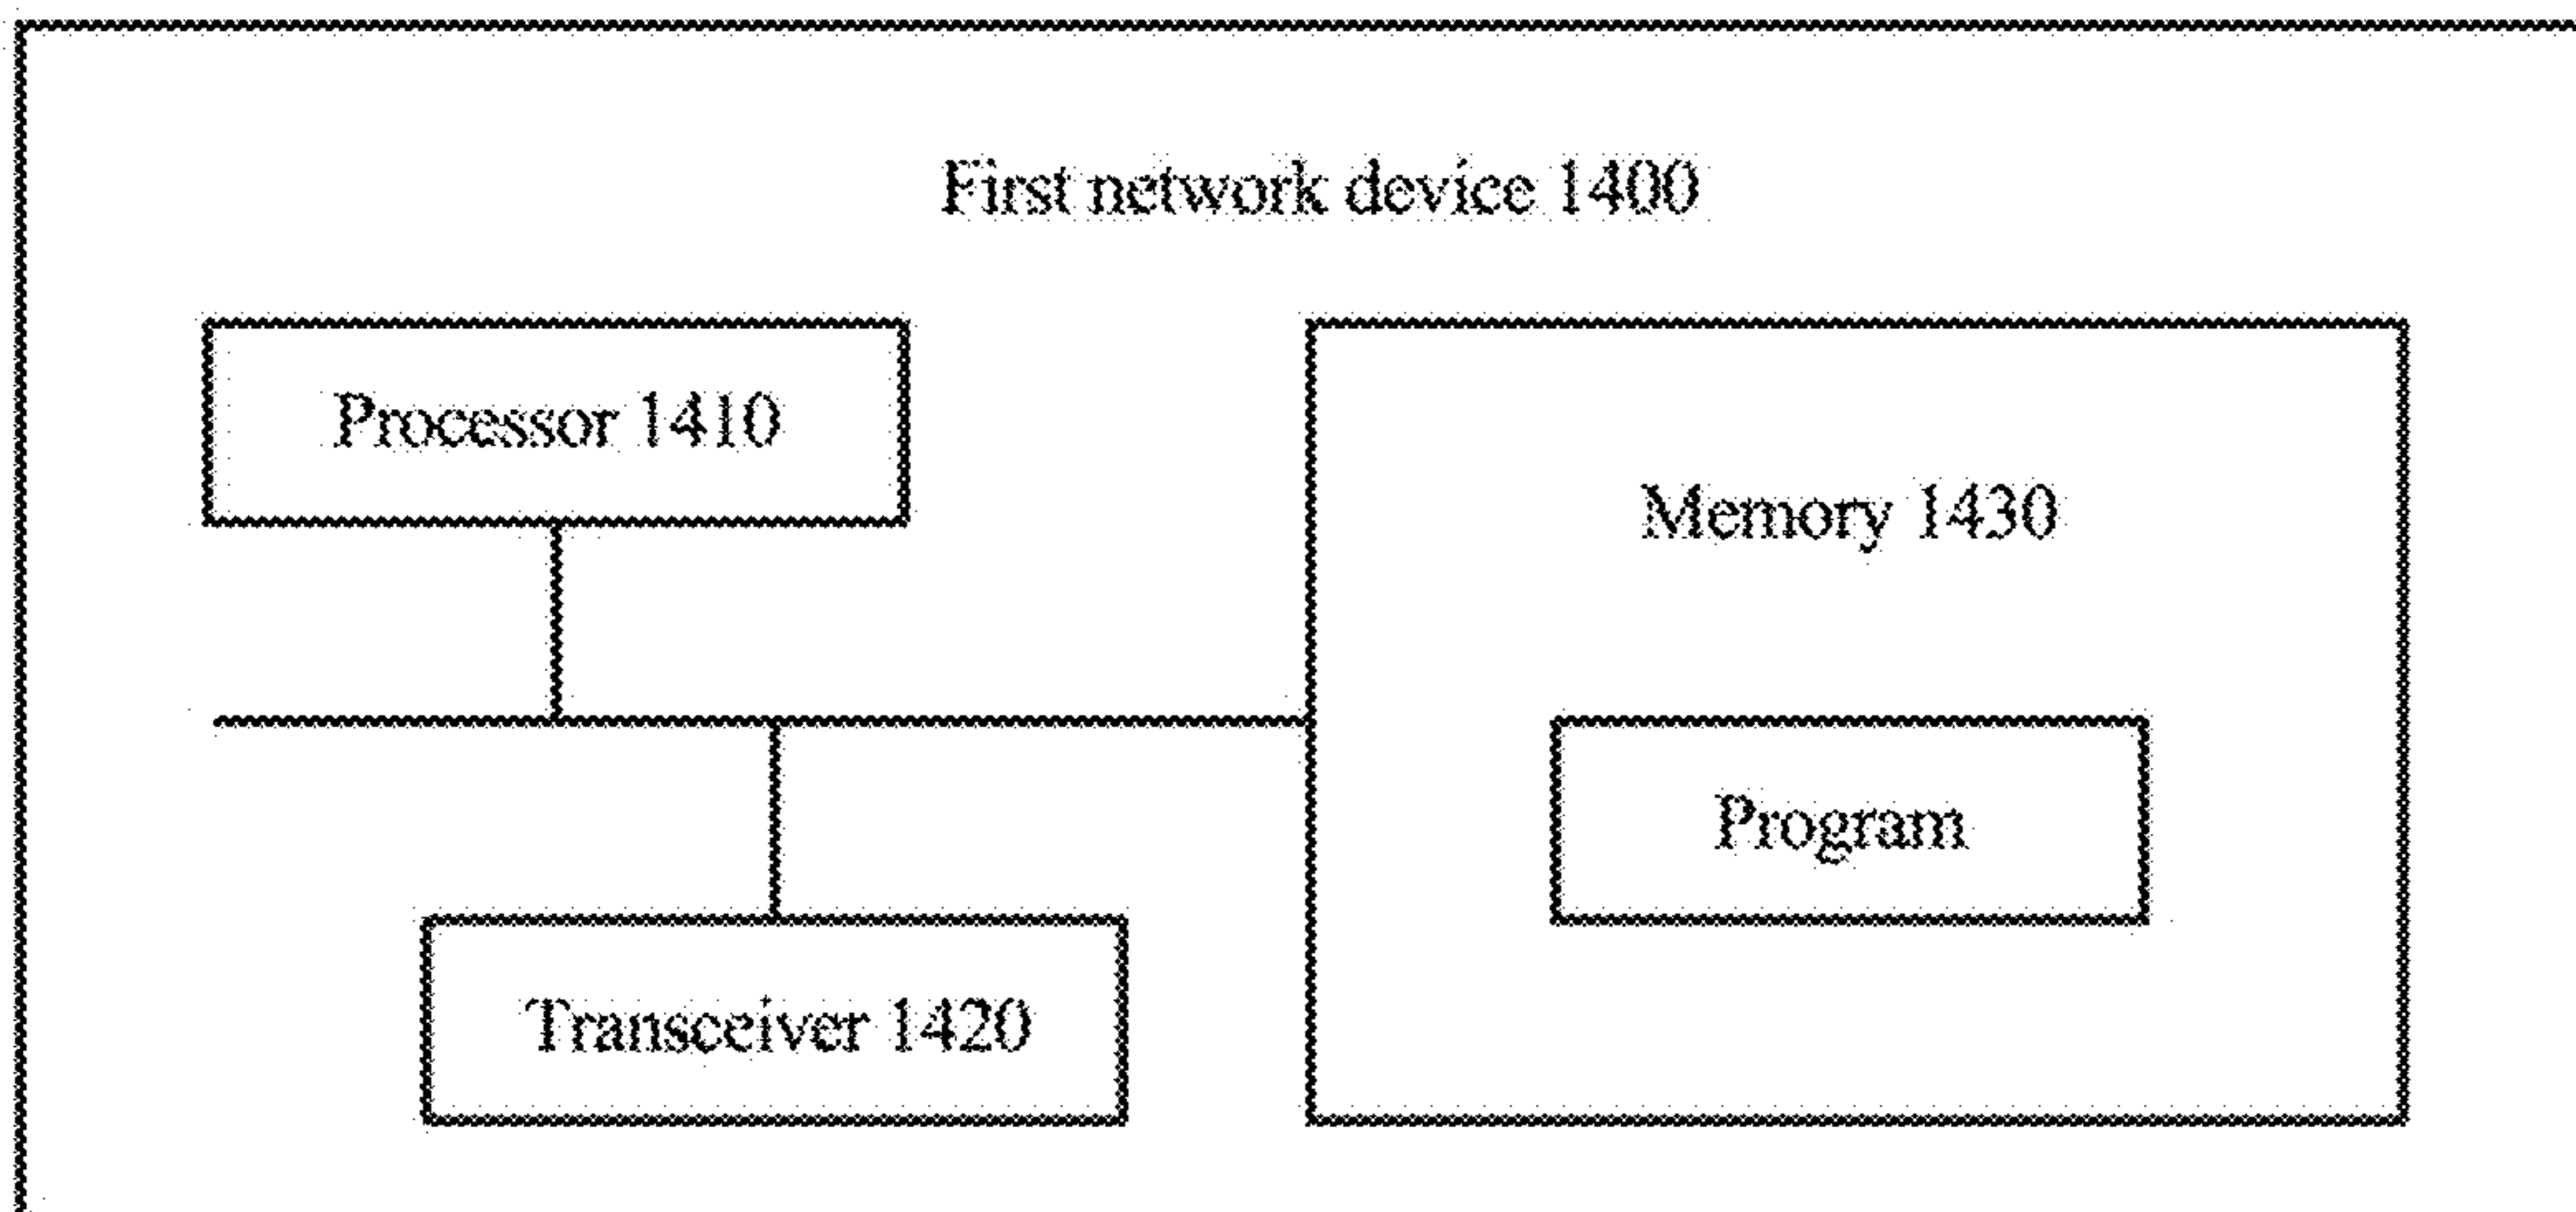 First network device 1400
Processor 1410
Memory 1430
Program
Transceiver 1420